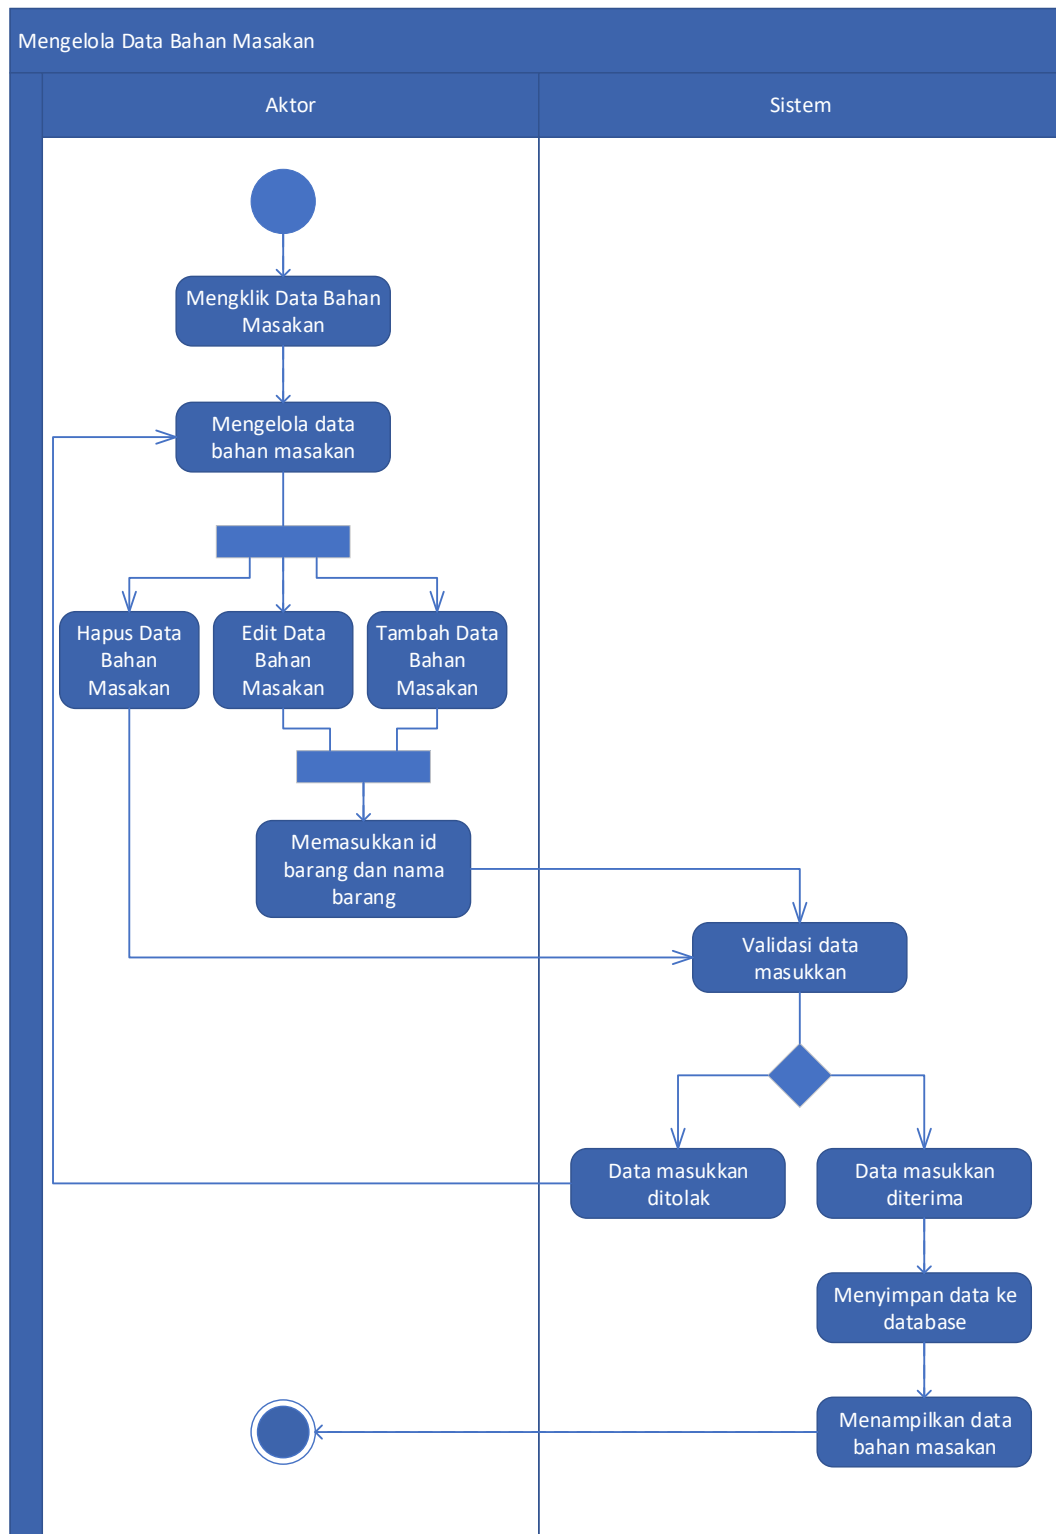 Mengelola Data Bahan Masakan
Aktor
Sistem
Mengklik Data Bahan
Masakan
Mengelola data
bahan masakan
Hapus Data
Bahan
Masakan
Edit Data
Bahan
Masakan
Tambah Data
Bahan
Masakan
Memasukkan id
barang dan nama
barang
Validasi data
masukkan
Data masukkan
ditolak
Data masukkan
diterima
Menyimpan data ke
database
Menampilkan data
bahan masakan